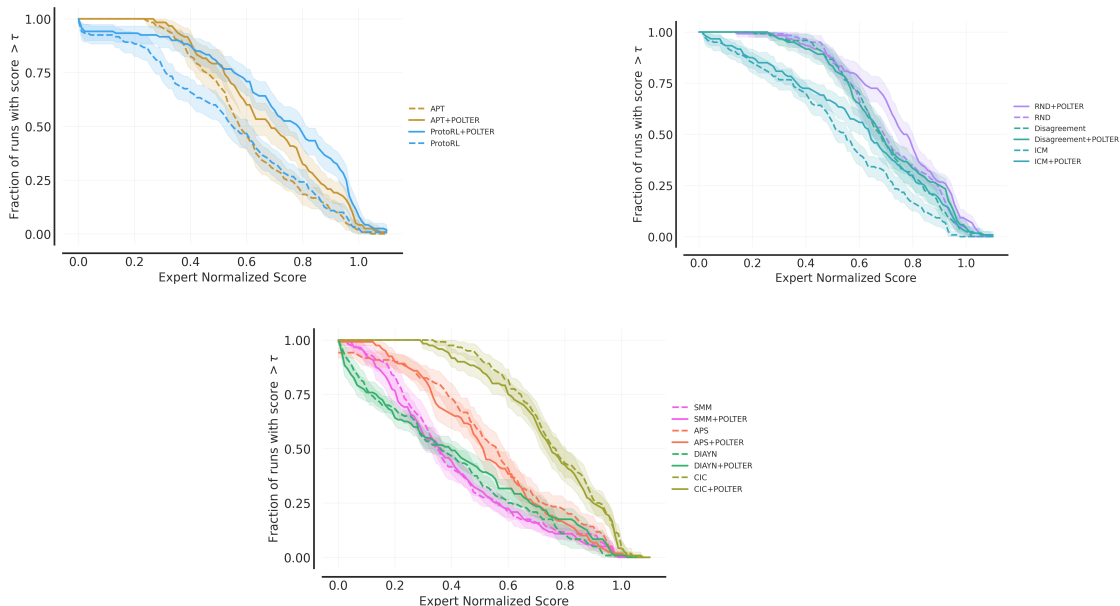 Fraction of runs with score > τ
1.00
0.75
0.50
0.25
0.00
0.0 0.2 0.4 0.6 0.8 1.0
Expert Normalized Score
APT
APT+POLTER
ProtoRL+POLTER
ProtoRL
Fraction of runs with score > τ
1.00
0.75
0.50
0.25
0.00
0.0 0.2 0.4 0.6 0.8 1.0
Expert Normalized Score
RND+POLTER
RND
Disagreement
Disagreement+POLTER
ICM
ICM+POLTER
Fraction of runs with score > τ
1.00
0.75
0.50
0.25
0.00
0.0 0.2 0.4 0.6 0.8 1.0
Expert Normalized Score
SMM
SMM+POLTER
APS
APS+POLTER
DIAYN
DIAYN+POLTER
CIC
CIC+POLTER